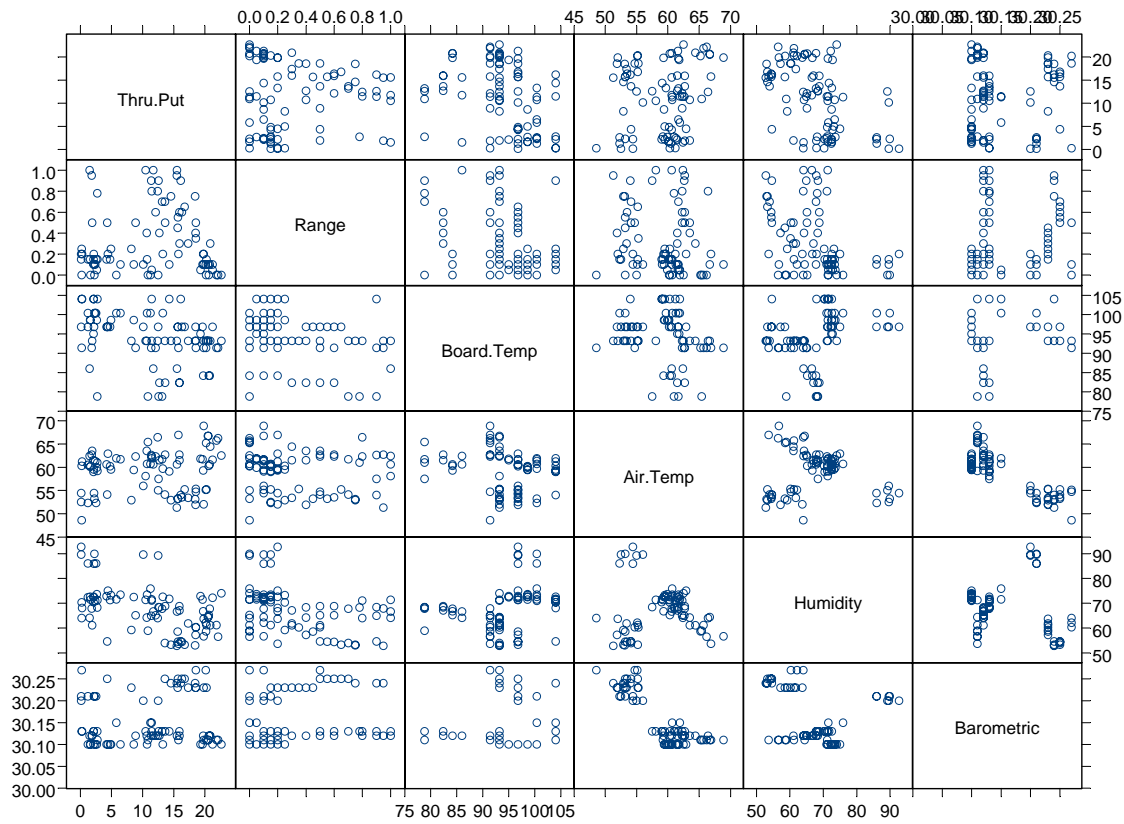 0.0 0.2 0.4 0.6 0.8 1.0 45 50 55 60 65 70 30.00 30.05 30.10 30.15 30.20 30.25
Thru.Put 20 15 10 5 0
1.0 0.8 0.6 0.4 0.2 0.0 Range
Board.Temp 105 100 95 90 85 80 75
70 65 60 55 50 45 Air.Temp
Humidity 90 80 70 60 50
30.25 30.20 30.15 30.10 30.05 30.00 Barometric
0 5 10 15 20 75 80 85 90 95 100 105 50 60 70 80 90